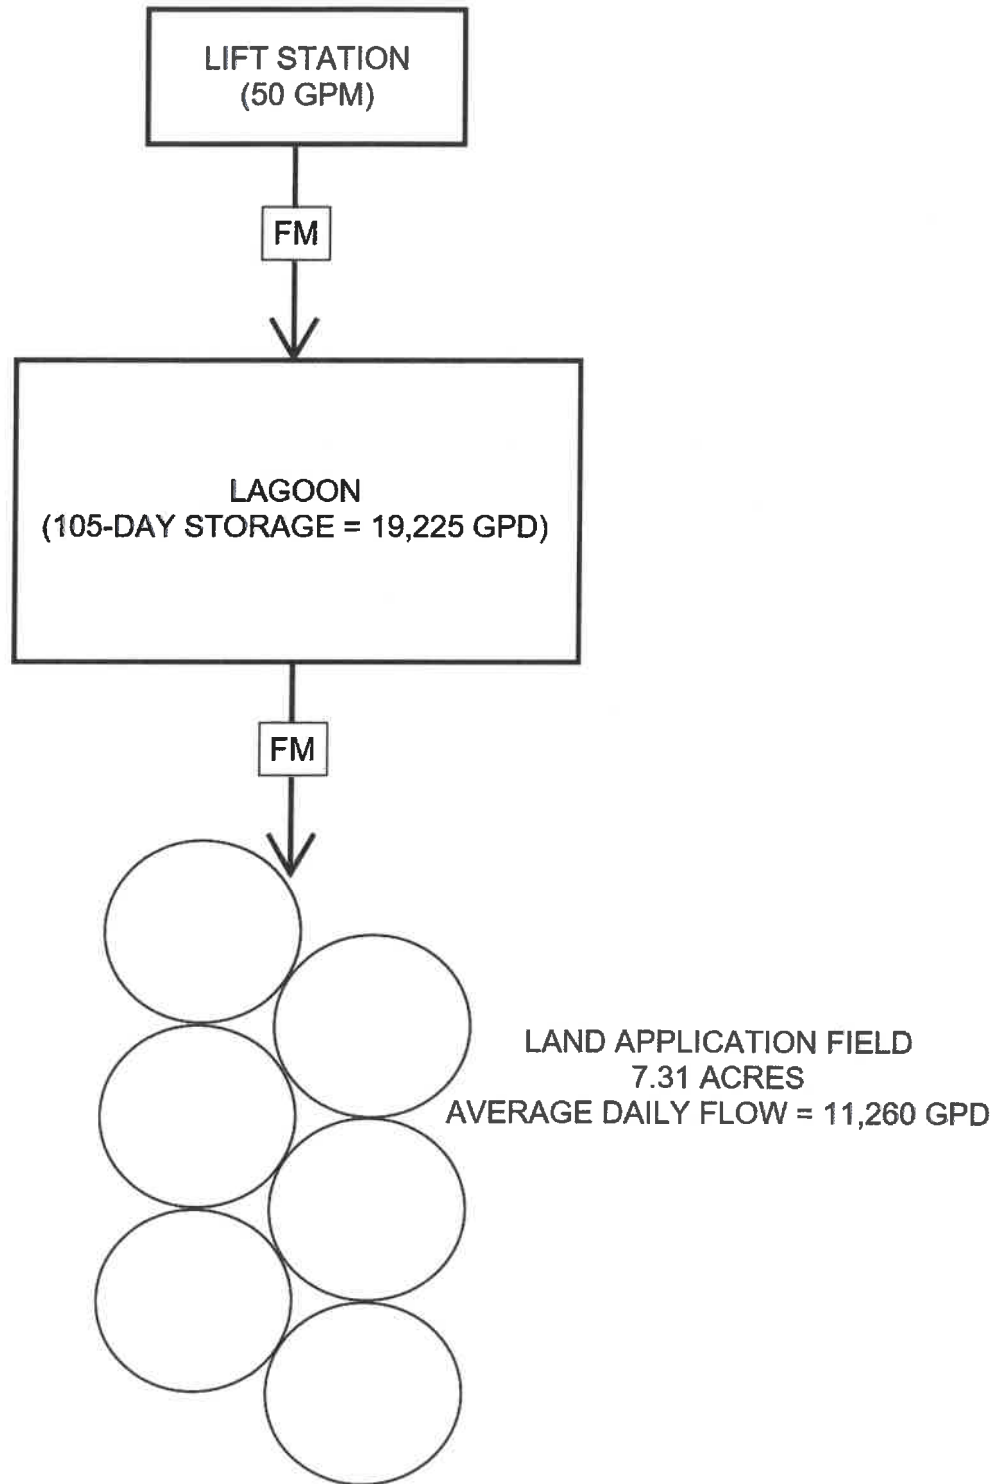 LIFT STATION
(50 GPM)
FM
LAGOON
(105-DAY STORAGE = 19,225 GPD)
FM
LAND APPLICATION FIELD
7.31 ACRES
AVERAGE DAILY FLOW = 11,260 GPD